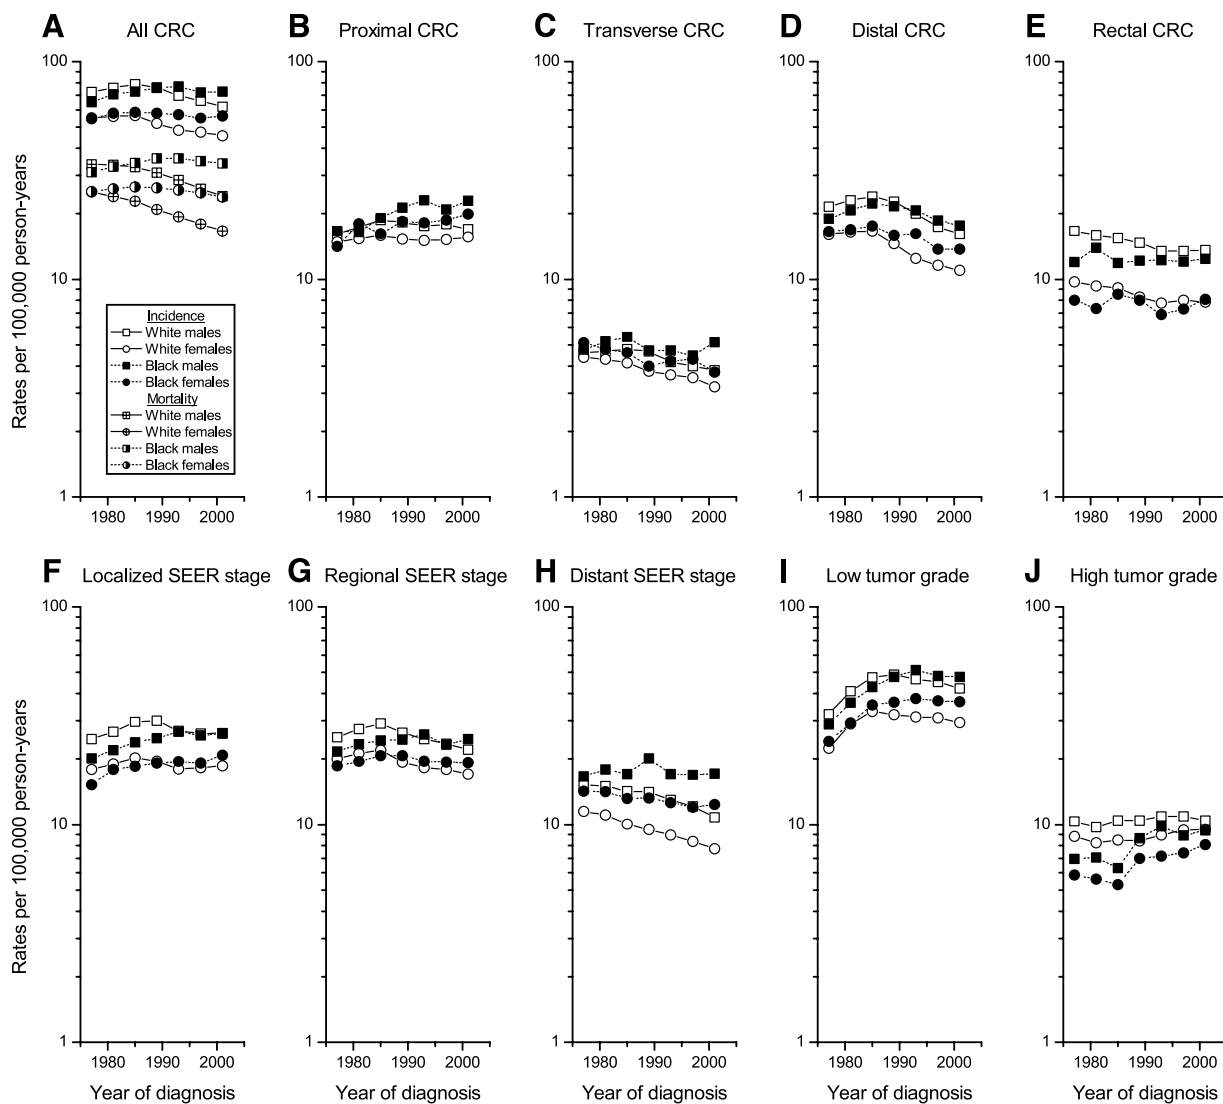 A All CRC
B Proximal CRC
C Transverse CRC
D Distal CRC
E Rectal CRC
Rates per 100,000 person-years
100
10
1
1980 1990 2000
Incidence
White males
White females
Black males
Black females
Mortality
White males
White females
Black males
Black females
100
10
1
1980 1990 2000
100
10
1
1980 1990 2000
100
10
1
1980 1990 2000
100
10
1
1980 1990 2000
F Localized SEER stage
G Regional SEER stage
H Distant SEER stage
I Low tumor grade
J High tumor grade
Rates per 100,000 person-years
100
10
1
1980 1990 2000
Year of diagnosis
100
10
1
1980 1990 2000
Year of diagnosis
100
10
1
1980 1990 2000
Year of diagnosis
100
10
1
1980 1990 2000
Year of diagnosis
100
10
1
1980 1990 2000
Year of diagnosis